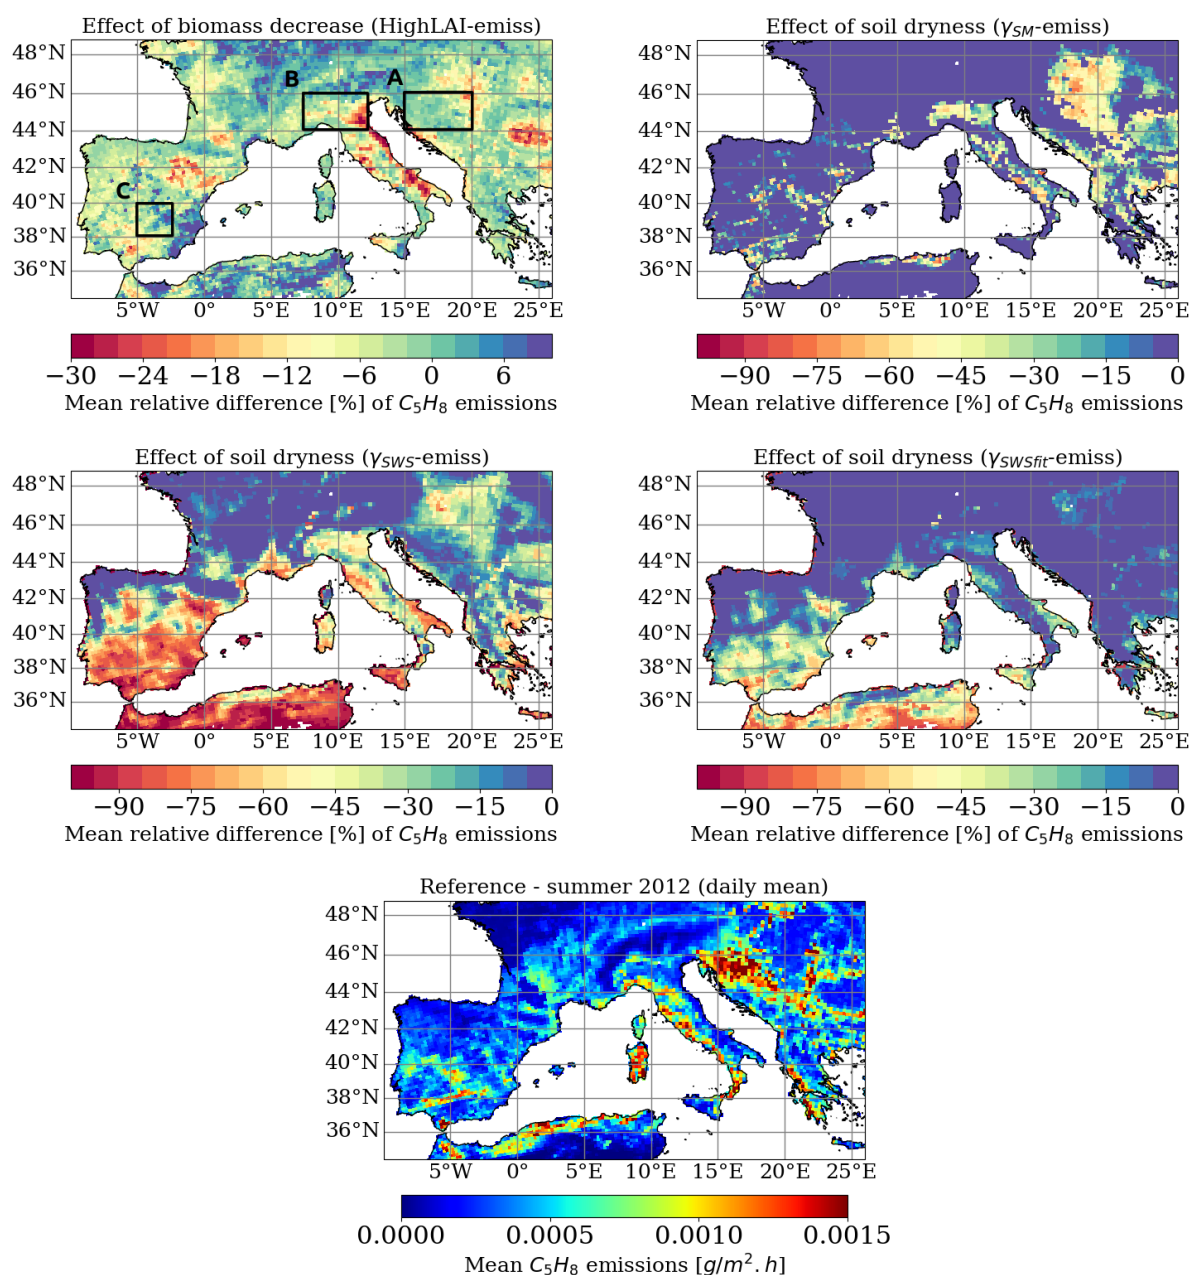 Effect of biomass decrease (HighLAI-emiss)
48°N
46°N
44°N
42°N
40°N
38°N
36°N
B
A
C
5°W 0° 5°E 10°E 15°E 20°E 25°E
−30 −24 −18 −12 −6 0 6
Mean relative difference [%] of C₅H₈ emissions
Effect of soil dryness (γSM-emiss)
48°N
46°N
44°N
42°N
40°N
38°N
36°N
5°W 0° 5°E 10°E 15°E 20°E 25°E
−90 −75 −60 −45 −30 −15 0
Mean relative difference [%] of C₅H₈ emissions
Effect of soil dryness (γSWS-emiss)
48°N
46°N
44°N
42°N
40°N
38°N
36°N
5°W 0° 5°E 10°E 15°E 20°E 25°E
−90 −75 −60 −45 −30 −15 0
Mean relative difference [%] of C₅H₈ emissions
Effect of soil dryness (γSWSfit-emiss)
48°N
46°N
44°N
42°N
40°N
38°N
36°N
5°W 0° 5°E 10°E 15°E 20°E 25°E
−90 −75 −60 −45 −30 −15 0
Mean relative difference [%] of C₅H₈ emissions
Reference - summer 2012 (daily mean)
48°N
46°N
44°N
42°N
40°N
38°N
36°N
5°W 0° 5°E 10°E 15°E 20°E 25°E
0.0000 0.0005 0.0010 0.0015
Mean C₅H₈ emissions [g/m².h]